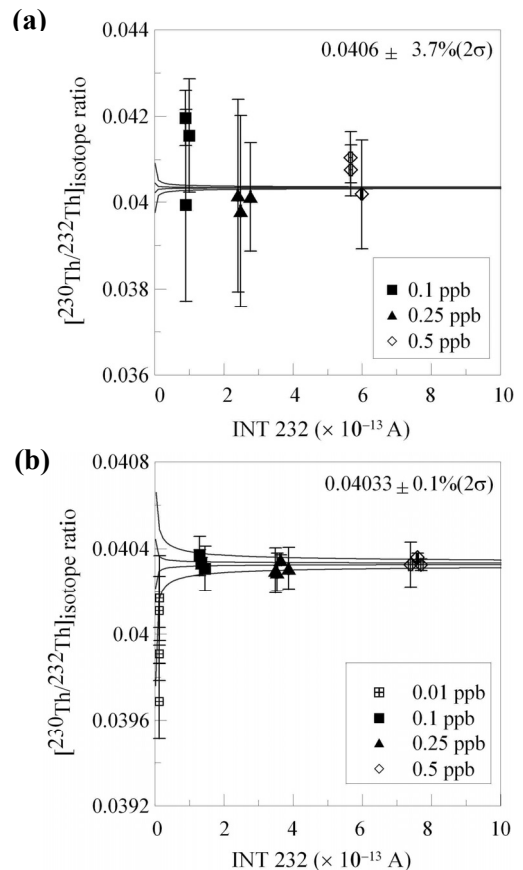 (a)
0.044
0.0406 ± 3.7%(2σ)
0.042
[²³⁰Th/²³²Th]isotope ratio
0.04
0.038
■ 0.1 ppb
▲ 0.25 ppb
◇ 0.5 ppb
0.036
0 2 4 6 8 10
INT 232 (× 10⁻¹³ A)
(b)
0.0408
0.04033 ± 0.1%(2σ)
0.0404
[²³⁰Th/²³²Th]isotope ratio
0.04
0.0396
⊞ 0.01 ppb
■ 0.1 ppb
▲ 0.25 ppb
◇ 0.5 ppb
0.0392
0 2 4 6 8 10
INT 232 (× 10⁻¹³ A)